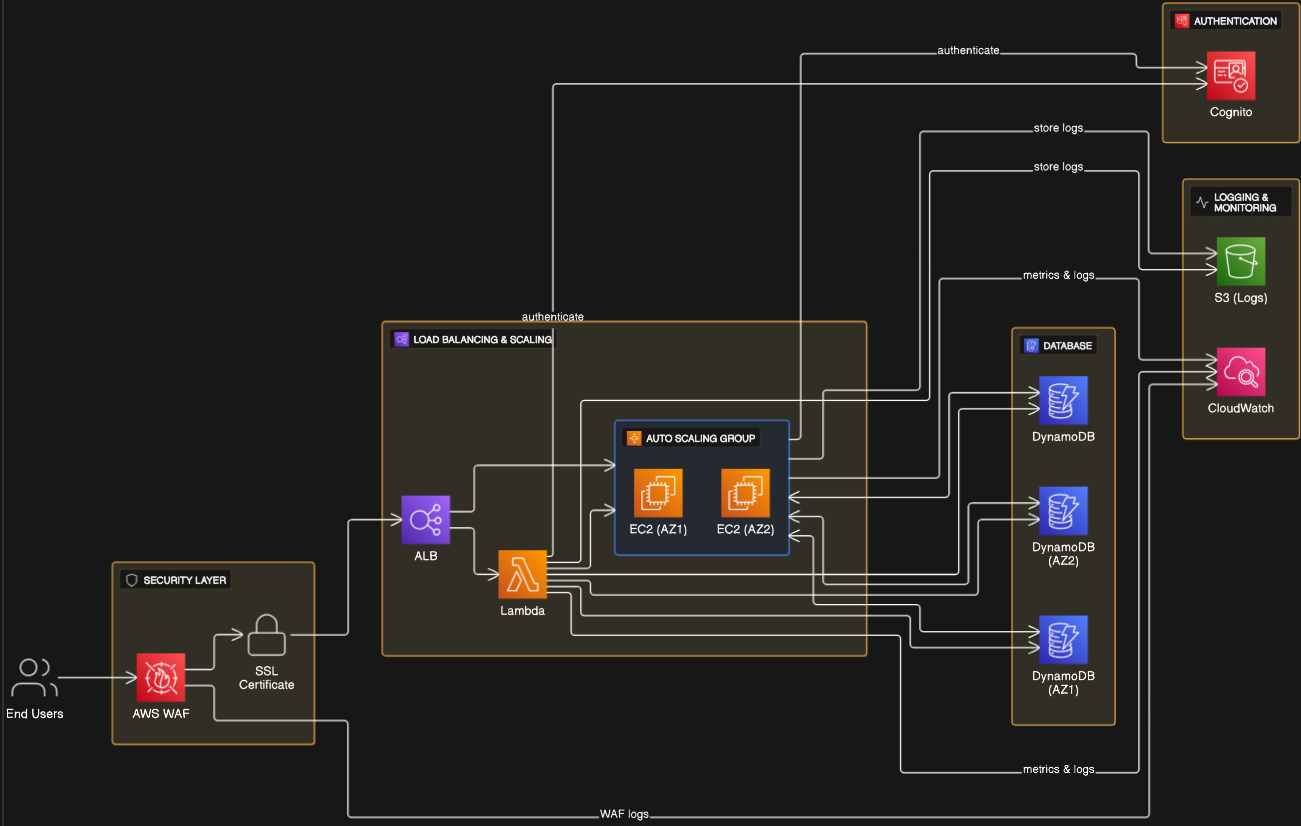 AUTHENTICATION
authenticate
Cognito
store logs
store logs
LOGGING &
MONITORING
metrics & logs
S3 (Logs)
authenticate
LOAD BALANCING & SCALING
DATABASE
CloudWatch
AUTO SCALING GROUP
DynamoDB
EC2 (AZ1)
EC2 (AZ2)
ALB
DynamoDB
(AZ2)
SECURITY LAYER
Lambda
SSL
Certificate
DynamoDB
(AZ1)
End Users
AWS WAF
metrics & logs
WAF logs